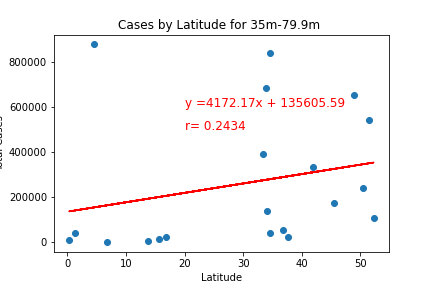 Cases by Latitude for 35m-79.9m
800000
600000
400000
200000
0
y =4172.17x + 135605.59
r= 0.2434
Cases
0 10 20 30 40 50
Latitude